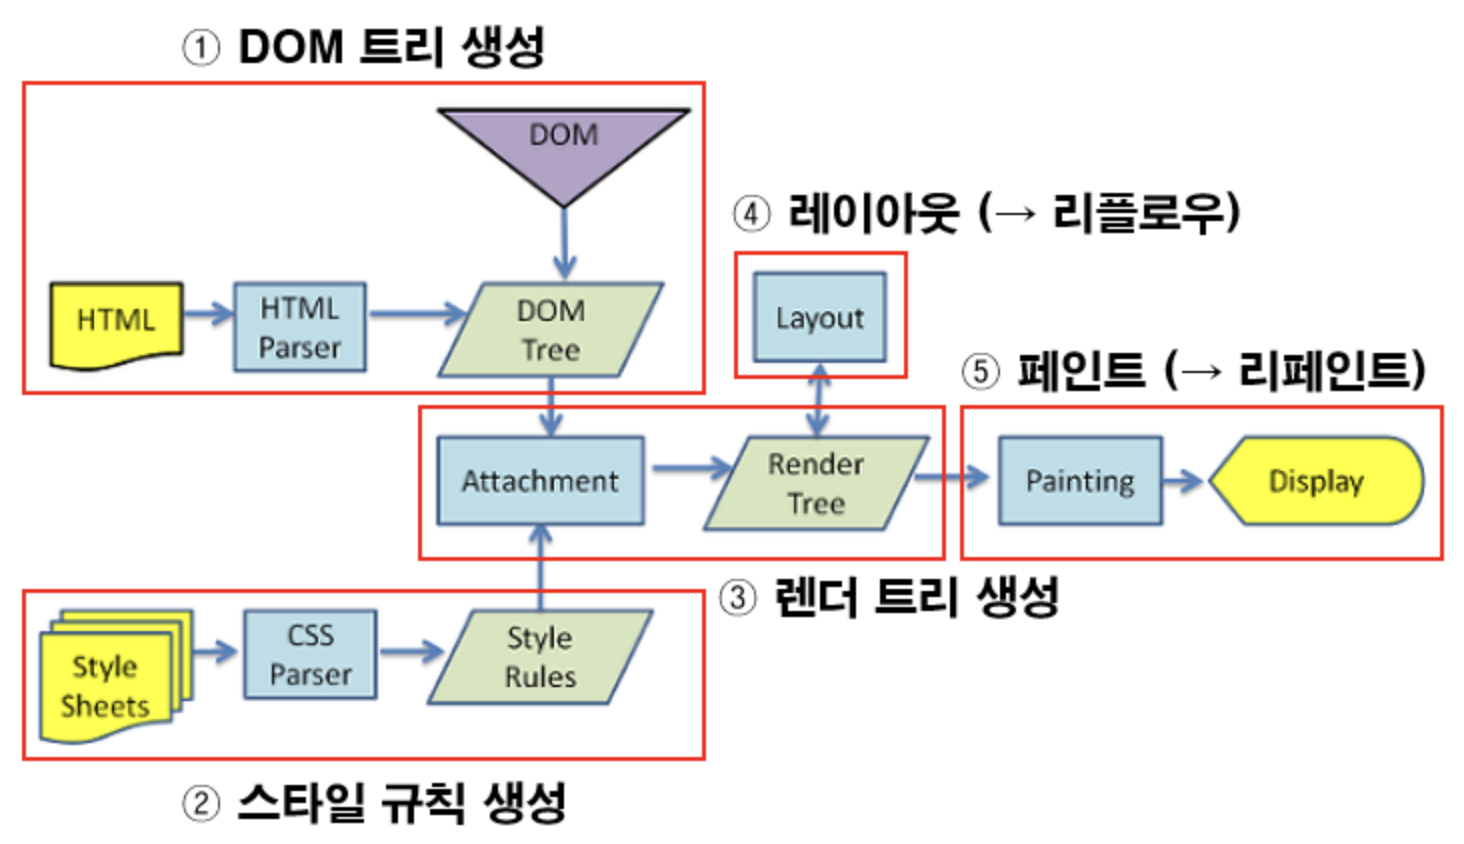 ① DOM 트리 생성
DOM
HTML
HTML
Parser
DOM
Tree
④ 레이아웃 (→ 리플로우)
Layout
⑤ 페인트 (→ 리페인트)
Attachment
Render
Tree
Painting
Display
③ 렌더 트리 생성
Style
Sheets
CSS
Parser
Style
Rules
② 스타일 규칙 생성